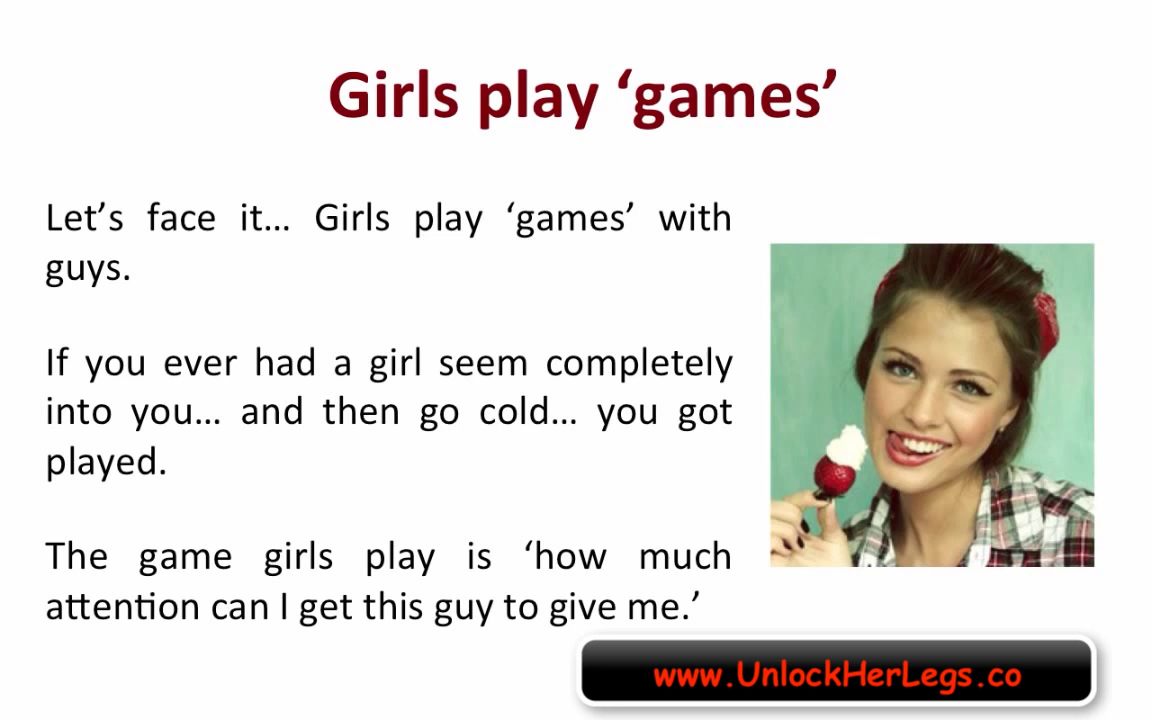 Girls play ‘games’
Let’s face it... Girls play ‘games’ with
guys.
If you ever had a girl seem completely
into you... and then go cold... you got
played.
The game girls play is ‘how much
attention can I get this guy to give me.’
www.UnlockHerLegs.co